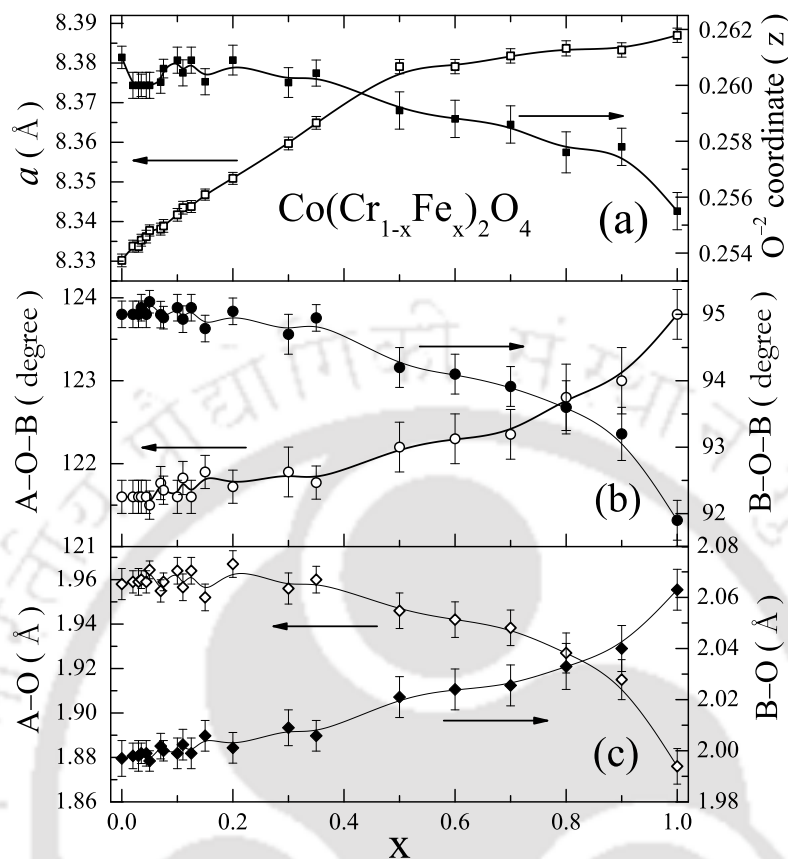 8.39
8.38
8.37
8.36
8.35
8.34
8.33
a ( Å )
0.262
0.260
0.258
0.256
0.254
O⁻² coordinate ( z )
Co(Cr₁₋ₓFeₓ)₂O₄
(a)
124
123
122
121
A–O–B ( degree )
95
94
93
92
B–O–B ( degree )
(b)
1.96
1.94
1.92
1.90
1.88
1.86
A–O ( Å )
2.08
2.06
2.04
2.02
2.00
1.98
B–O ( Å )
(c)
0.0 0.2 0.4 0.6 0.8 1.0
X